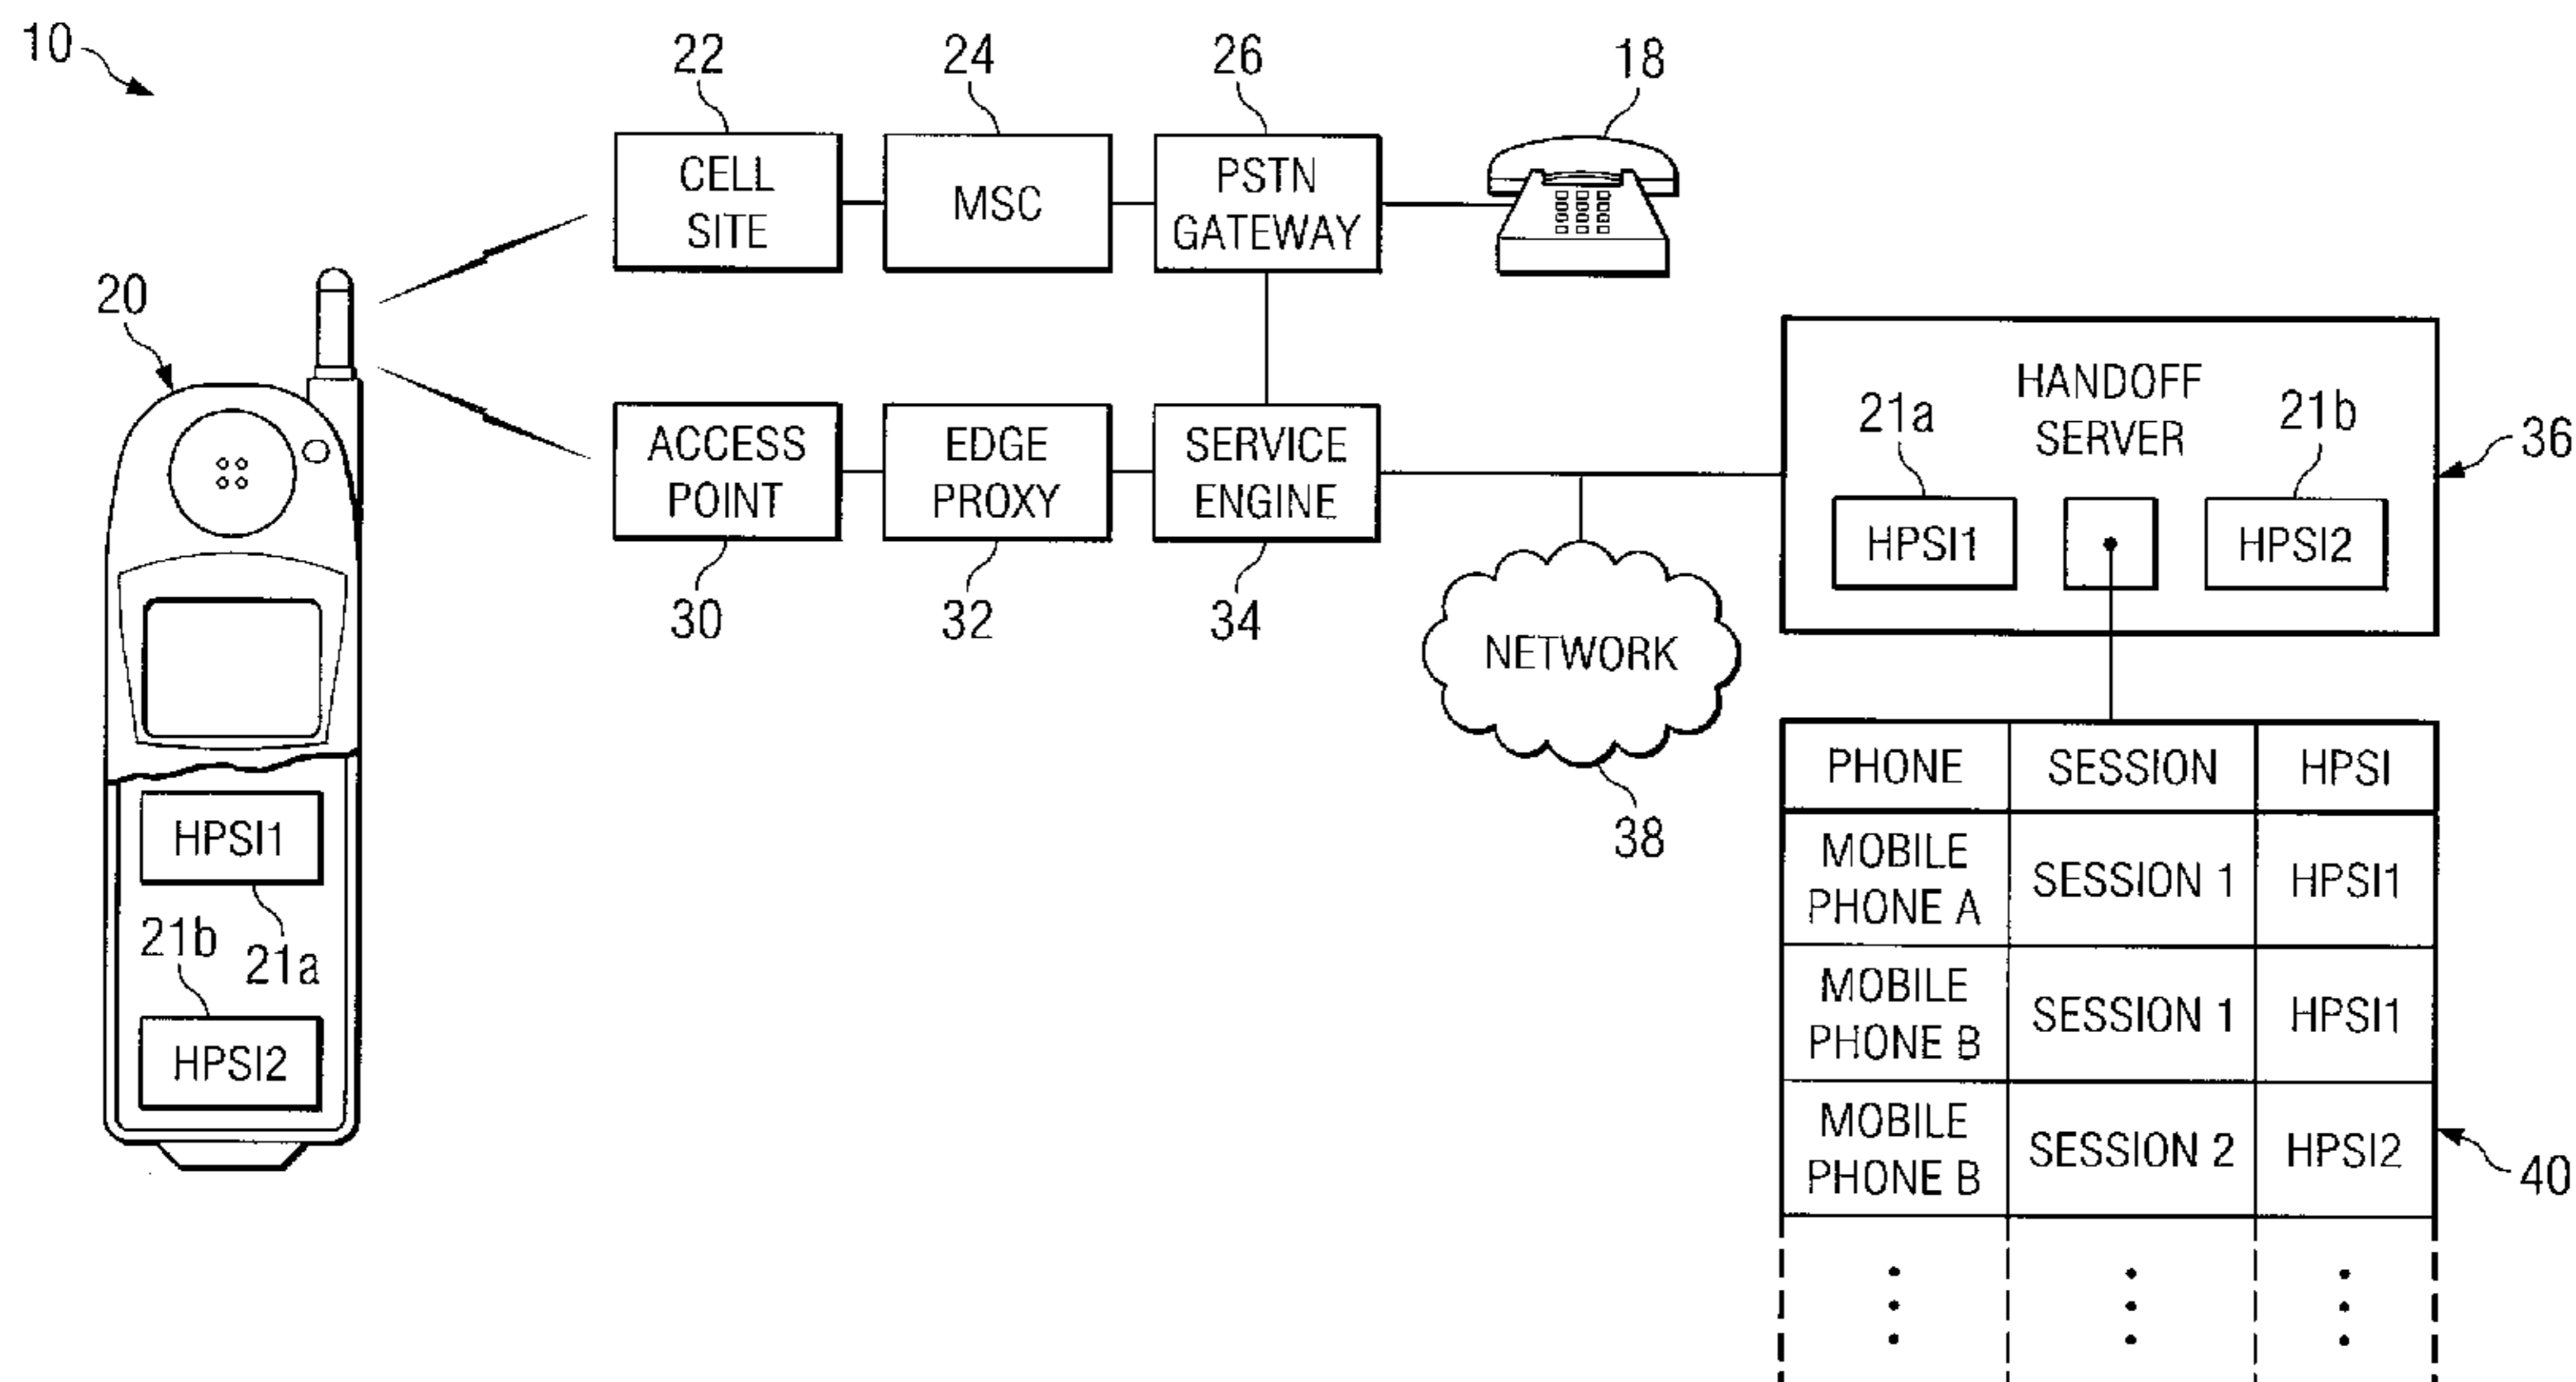 10
22
24
26
18
CELL
SITE
MSC
PSTN
GATEWAY
20
ACCESS
POINT
EDGE
PROXY
SERVICE
ENGINE
30
32
34
HANDOFF
SERVER
21a
21b
36
HPSI1
HPSI2
NETWORK
38
HPSI1
21a
21b
HPSI2
PHONE SESSION HPSI
MOBILE
PHONE A SESSION 1 HPSI1
MOBILE
PHONE B SESSION 1 HPSI1
MOBILE
PHONE B SESSION 2 HPSI2
40